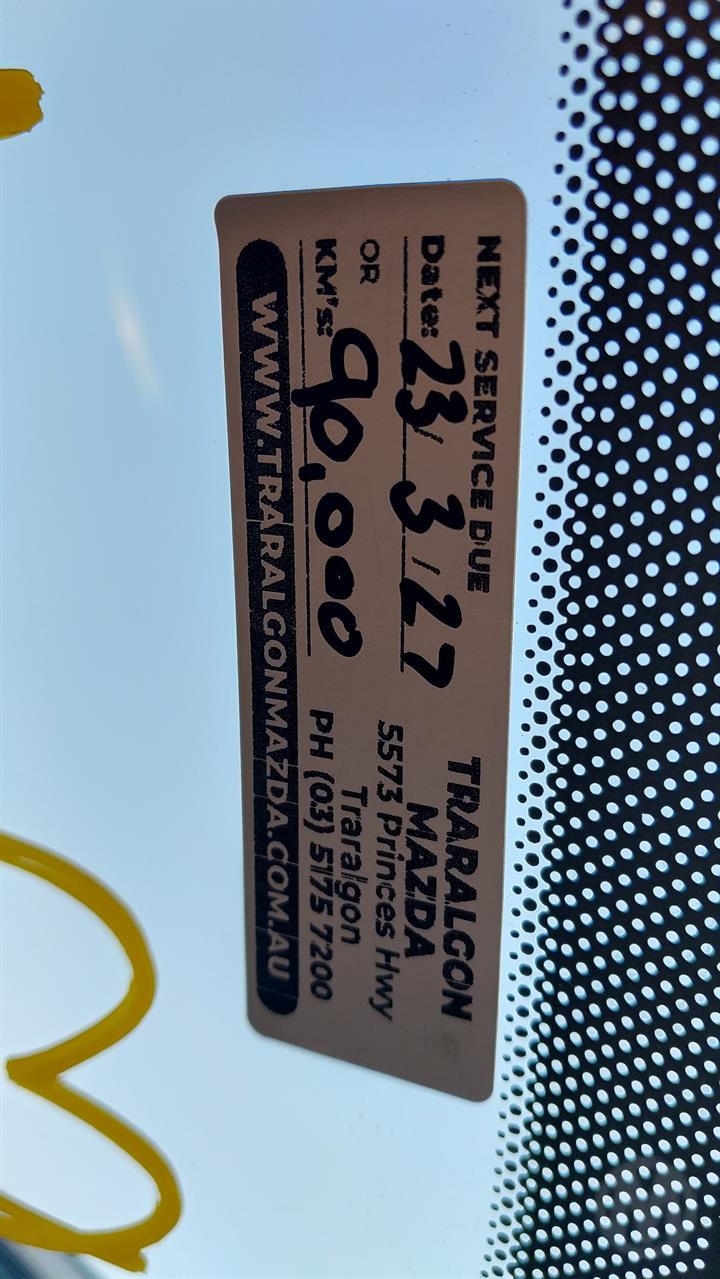 NEXT SERVICE DUE
Date: 23/3/27
OR
KM's: 90,000
TRARALGON
MAZDA
5573 Princes Hwy
Traralgon
PH (03) 5175 7200
WWW.TRARALGONMAZDA.COM.AU